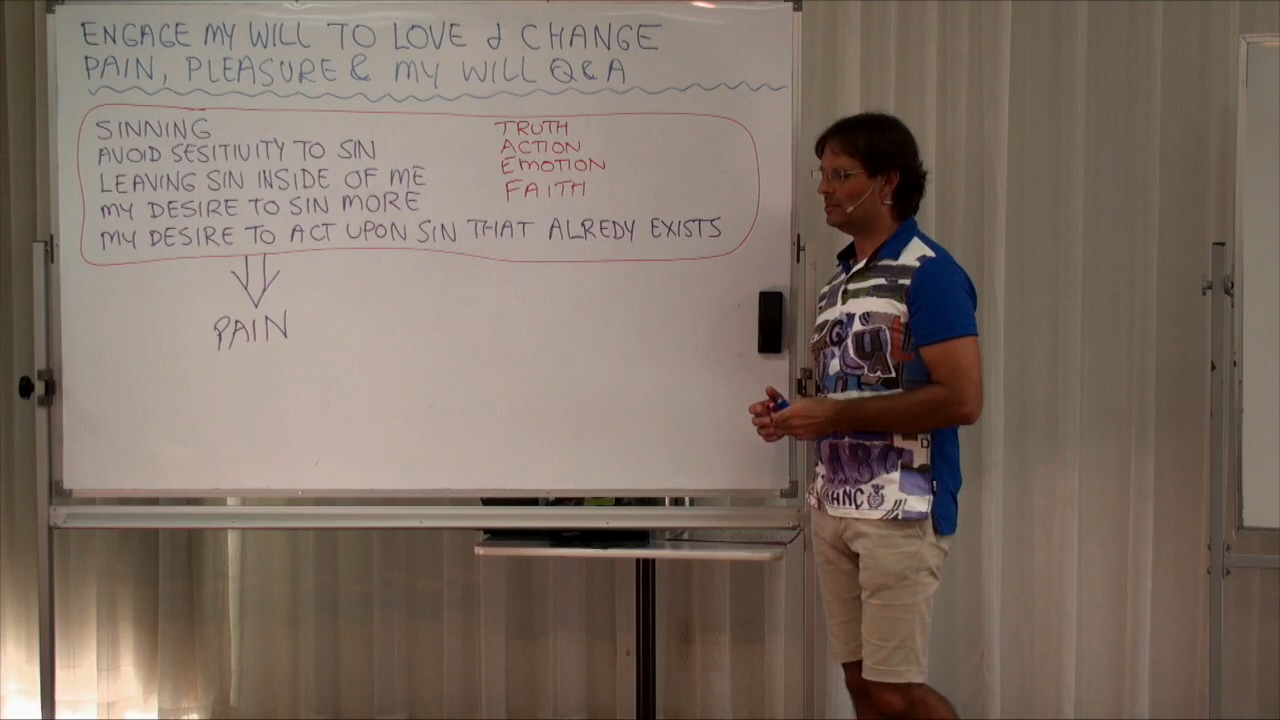 ENGAGE MY WILL TO LOVE & CHANGE
PAIN, PLEASURE & MY WILL Q&A
SINNING
AVOID SESITIVITY TO SIN
LEAVING SIN INSIDE OF ME
MY DESIRE TO SIN MORE
MY DESIRE TO ACT UPON SIN THAT ALREDY EXISTS
TRUTH
ACTION
EMOTION
FAITH
PAIN